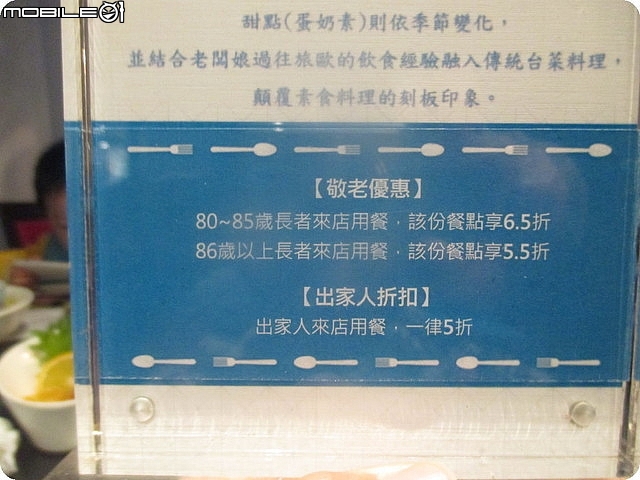 MOBILE01
甜點(蛋奶素)則依季節變化，
並結合老闆娘過往旅歐的飲食經驗融入傳統台菜料理，
顛覆素食料理的刻板印象。
【敬老優惠】
80~85歲長者來店用餐，該份餐點享6.5折
86歲以上長者來店用餐，該份餐點享5.5折
【出家人折扣】
出家人來店用餐，一律5折